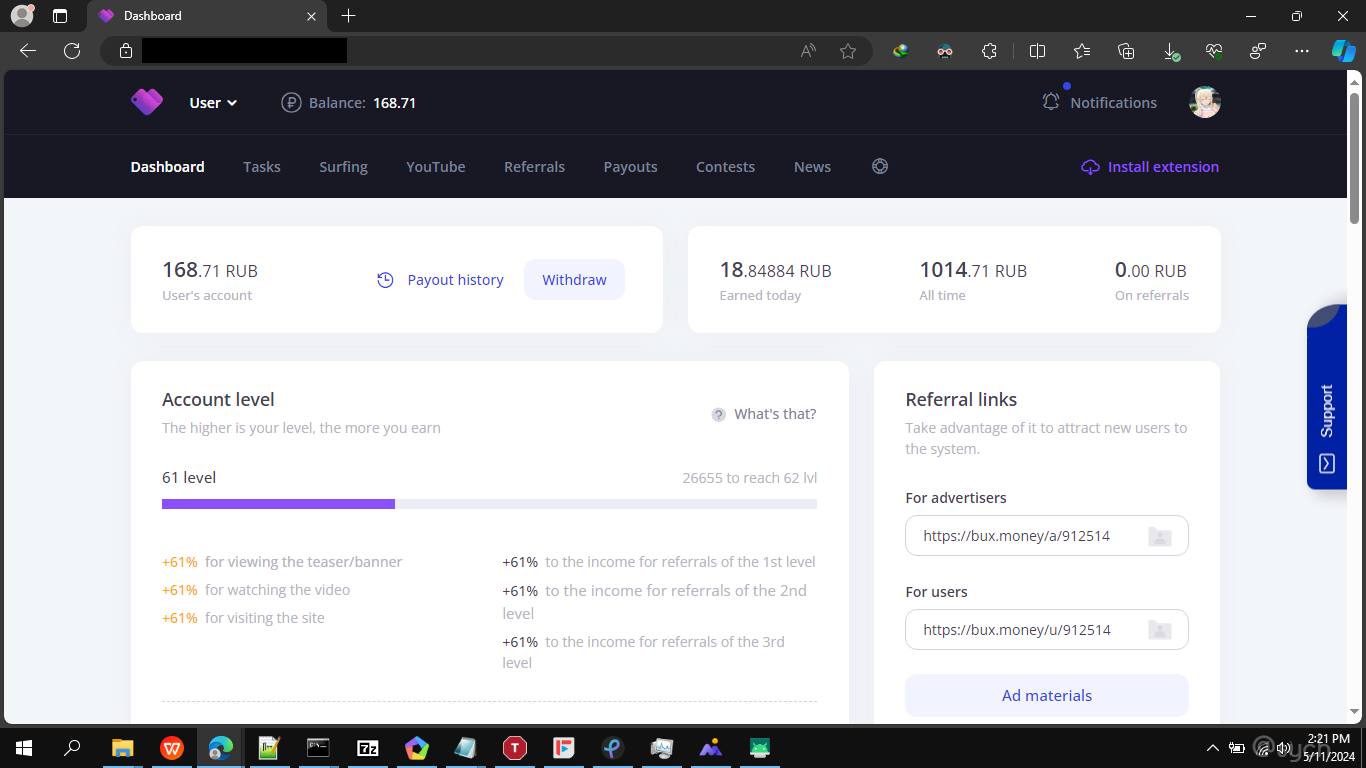 Dashboard
User
Balance: 168.71
Notifications
Dashboard
Tasks
Surfing
YouTube
Referrals
Payouts
Contests
News
Install extension
168.71 RUB
User's account
Payout history
Withdraw
18.84884 RUB
Earned today
1014.71 RUB
All time
0.00 RUB
On referrals
Account level
The higher is your level, the more you earn
What's that?
61 level
26655 to reach 62 lvl
+61% for viewing the teaser/banner
+61% for watching the video
+61% for visiting the site
+61% to the income for referrals of the 1st level
+61% to the income for referrals of the 2nd
level
+61% to the income for referrals of the 3rd
level
Referral links
Take advantage of it to attract new users to
the system.
For advertisers
https://bux.money/a/912514
For users
https://bux.money/u/912514
Ad materials
Support
2:21 PM
5/11/2024